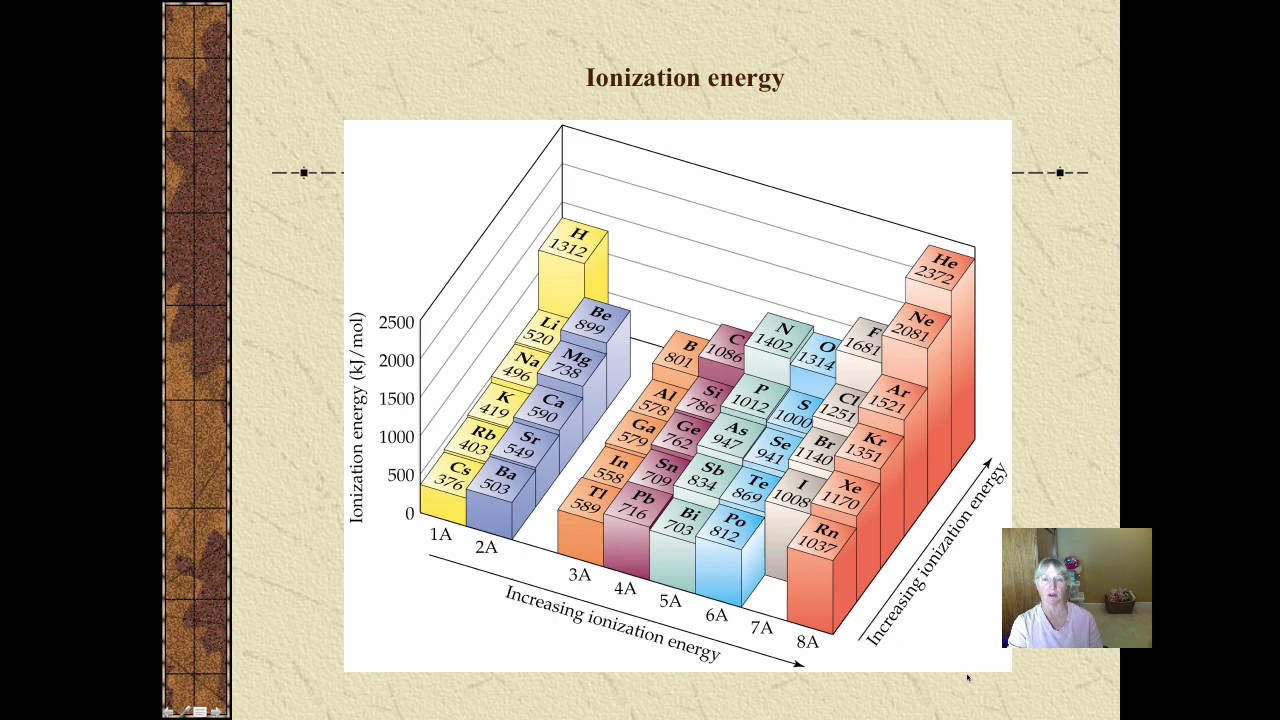 Ionization energy
Ionization energy (kJ/mol)
2500
2000
1500
1000
500
0
H
1312
Li
520
Na
496
K
419
Rb
403
Cs
376
Be
899
Mg
738
Ca
590
Sr
549
Ba
503
B
801
Al
578
Ga
579
In
558
Tl
589
C
1086
Si
786
Ge
762
Sn
709
Pb
716
N
1402
P
1012
As
947
Sb
834
Bi
703
O
1314
S
1000
Se
941
Te
869
Po
812
F
1681
Cl
1251
Br
1140
I
1008
He
2372
Ne
2081
Ar
1521
Kr
1351
Xe
1170
Rn
1037
1A
2A
3A
4A
5A
6A
7A
8A
Increasing ionization energy
Increasing ionization energy